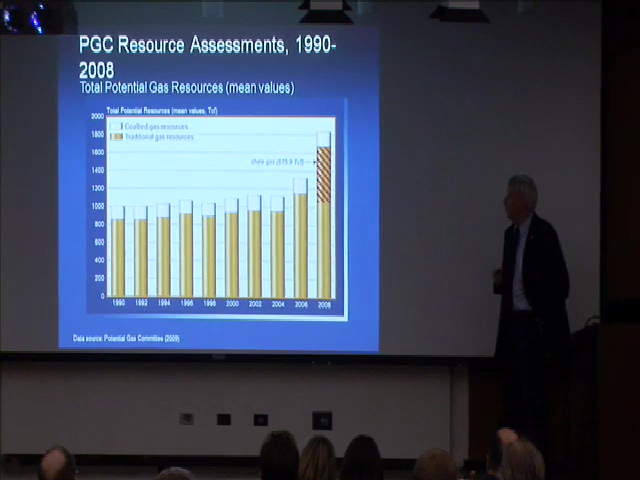 PGC Resource Assessments, 1990-
2008
Total Potential Gas Resources (mean values)
Total Potential Resources (mean values, Tcf)
2000
Coalbed gas resources
1800
Traditional gas resources
1600
shale gas (615.9 Tcf)
1400
1200
1000
800
600
400
200
0
1990 1992 1994 1996 1998 2000 2002 2004 2006 2008
Data source: Potential Gas Committee (2009)